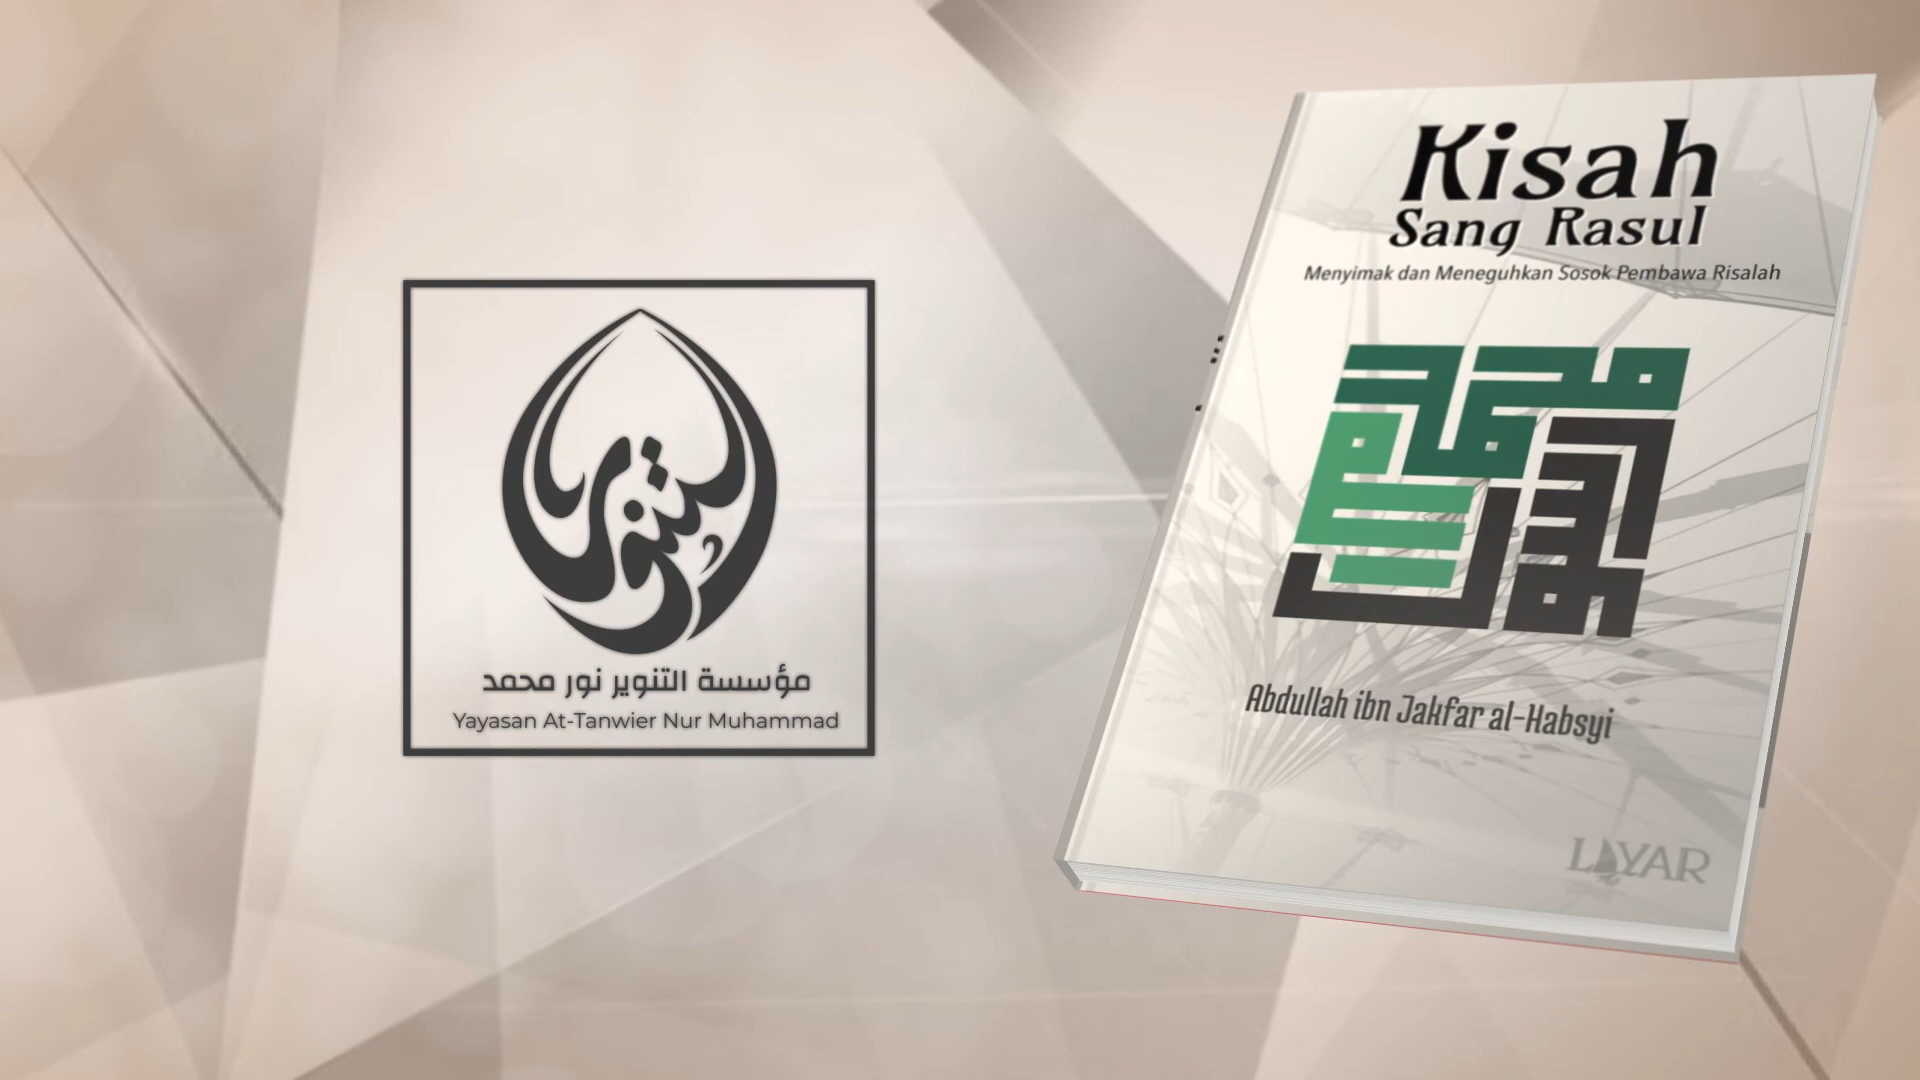 التنوير
مؤسسة التنوير نور محمد
Yayasan At-Tanwier Nur Muhammad
Kisah
Sang Rasul
Menyimak dan Meneguhkan Sosok Pembawa Risalah
Abdullah ibn Jakfar al-Habsyi
LAYAR